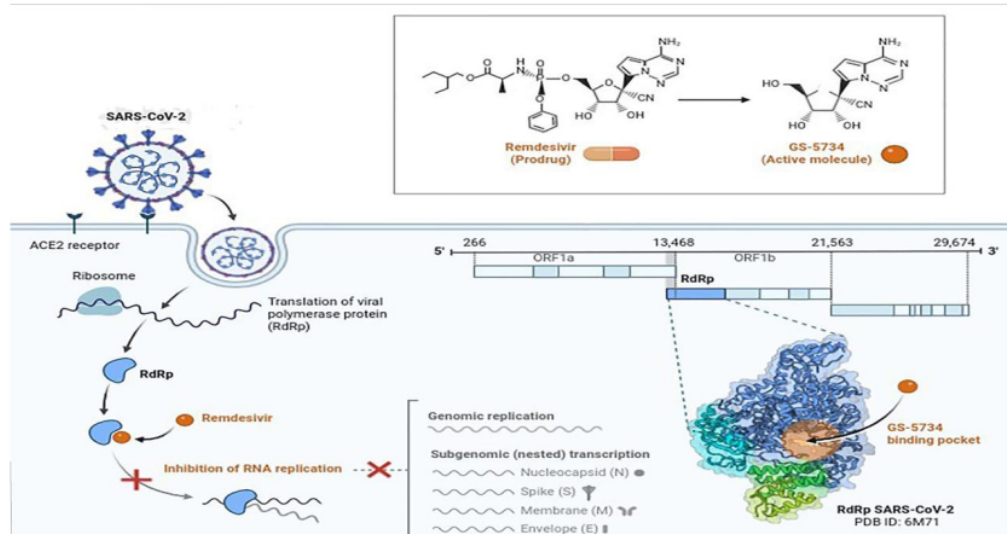 NH₂
N
N
N
O
O
H
N
O
P
O
O
O
CN
HO
OH
Remdesivir
(Prodrug)
NH₂
N
N
N
HO
CN
HO
OH
GS-5734
(Active molecule)
SARS-CoV-2
ACE2 receptor
Ribosome
Translation of viral
polymerase protein
(RdRp)
RdRp
Remdesivir
Inhibition of RNA replication
5'
266
13,468
21,563
29,674
3'
ORF1a
ORF1b
RdRp
Genomic replication
Subgenomic (nested) transcription
Nucleocapsid (N)
Spike (S)
Membrane (M)
Envelope (E)
GS-5734
binding pocket
RdRp SARS-CoV-2
PDB ID: 6M71